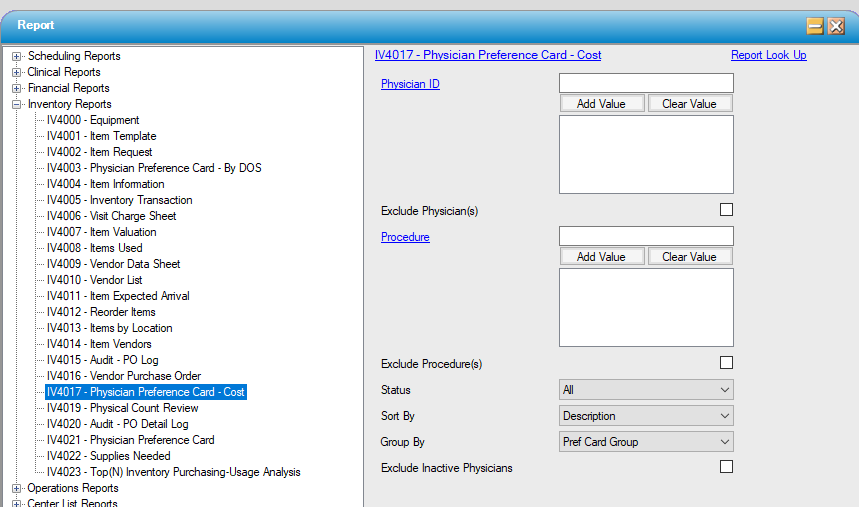 Report
Scheduling Reports
Clinical Reports
Financial Reports
Inventory Reports
IV4000 - Equipment
IV4001 - Item Template
IV4002 - Item Request
IV4003 - Physician Preference Card - By DOS
IV4004 - Item Information
IV4005 - Inventory Transaction
IV4006 - Visit Charge Sheet
IV4007 - Item Valuation
IV4008 - Items Used
IV4009 - Vendor Data Sheet
IV4010 - Vendor List
IV4011 - Item Expected Arrival
IV4012 - Reorder Items
IV4013 - Items by Location
IV4014 - Item Vendors
IV4015 - Audit - PO Log
IV4016 - Vendor Purchase Order
IV4017 - Physician Preference Card - Cost
IV4019 - Physical Count Review
IV4020 - Audit - PO Detail Log
IV4021 - Physician Preference Card
IV4022 - Supplies Needed
IV4023 - Top(N) Inventory Purchasing-Usage Analysis
Operations Reports
Center List Reports
IV4017 - Physician Preference Card - Cost Report Look Up
Physician ID
Add Value Clear Value
Exclude Physician(s)
Procedure
Add Value Clear Value
Exclude Procedure(s)
Status All
Sort By Description
Group By Pref Card Group
Exclude Inactive Physicians